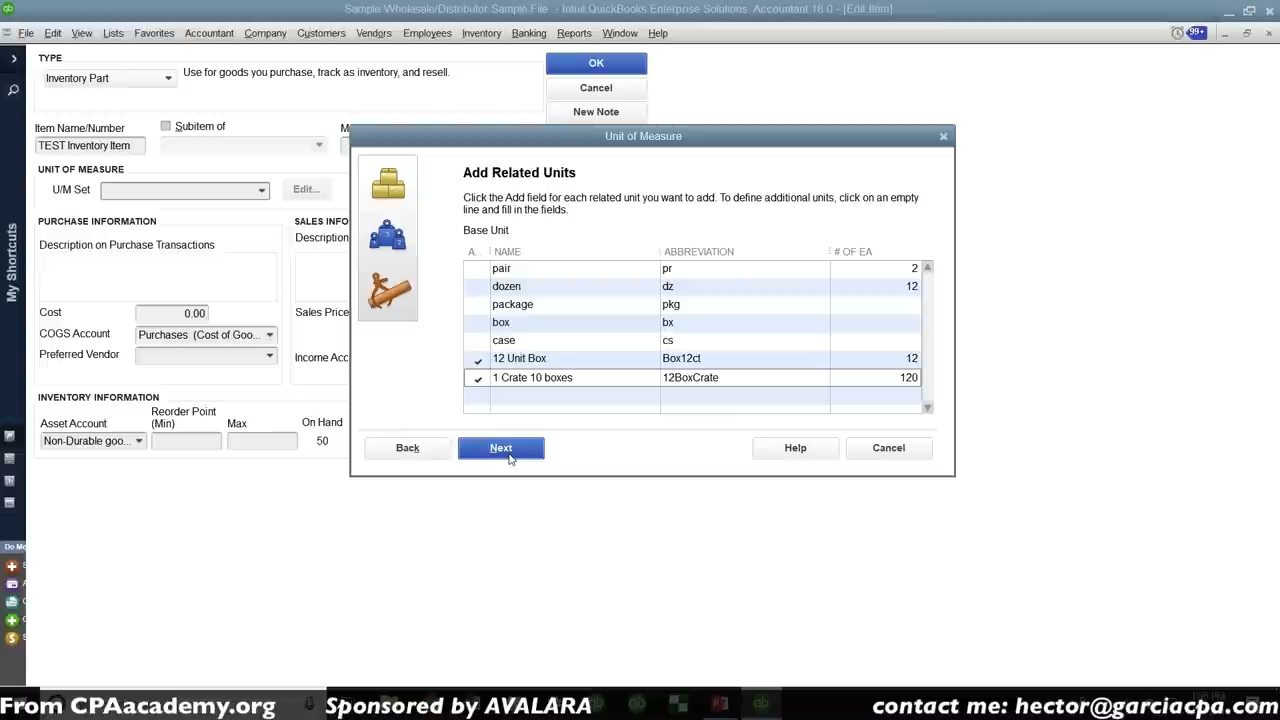 Sample Wholesale/Distributor Sample File - Intuit QuickBooks Enterprise Solutions Accountant 18.0 - [Edit Item]
File Edit View Lists Favorites Accountant Company Customers Vendors Employees Inventory Banking Reports Window Help 99+
TYPE
Inventory Part
Use for goods you purchase, track as inventory, and resell.
OK
Cancel
New Note
Item Name/Number
Subitem of
TEST Inventory Item
UNIT OF MEASURE
U/M Set
Edit...
PURCHASE INFORMATION
SALES INFO
Description on Purchase Transactions
Description
Cost
0.00
Sales Price
COGS Account
Purchases (Cost of Goo...
Preferred Vendor
Income Acc
INVENTORY INFORMATION
Asset Account
Reorder Point (Min)
Max
On Hand
Non-Durable goo...
50
My Shortcuts
Do Mo
Unit of Measure
Add Related Units
Click the Add field for each related unit you want to add. To define additional units, click on an empty
line and fill in the fields.
Base Unit
A... NAME ABBREVIATION # OF EA
pair pr 2
dozen dz 12
package pkg
box bx
case cs
12 Unit Box Box12ct 12
1 Crate 10 boxes 12BoxCrate 120
Back Next Help Cancel
From CPAacademy.org Sponsored by AVALARA contact me: hector@garciacpa.com